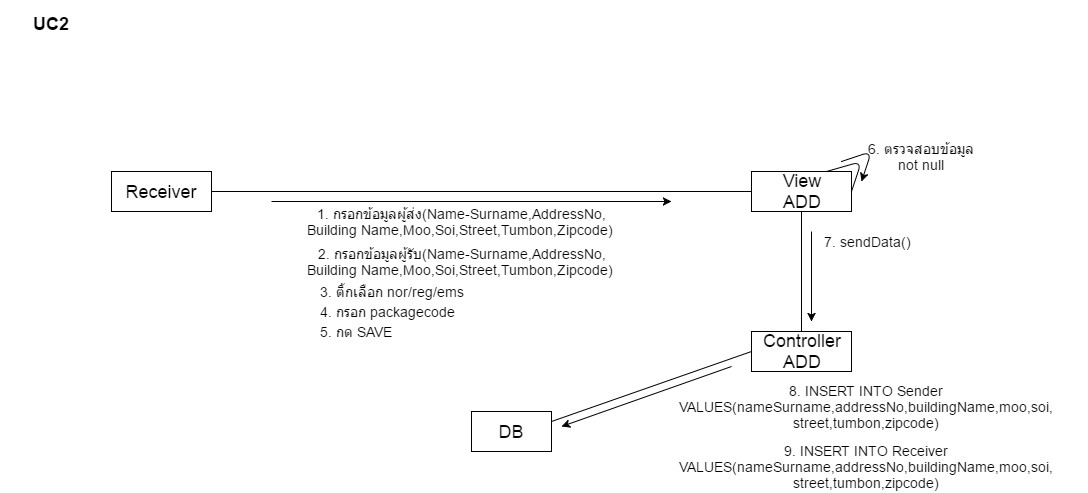 UC2
6. ตรวจสอบข้อมูล
not null
Receiver
View
ADD
1. กรอกข้อมูลผู้ส่ง(Name-Surname,AddressNo,
Building Name,Moo,Soi,Street,Tumbon,Zipcode)
2. กรอกข้อมูลผู้รับ(Name-Surname,AddressNo,
Building Name,Moo,Soi,Street,Tumbon,Zipcode)
3. ติ๊กเลือก nor/reg/ems
4. กรอก packagecode
5. กด SAVE
7. sendData()
Controller
ADD
DB
8. INSERT INTO Sender
VALUES(nameSurname,addressNo,buildingName,moo,soi,
street,tumbon,zipcode)
9. INSERT INTO Receiver
VALUES(nameSurname,addressNo,buildingName,moo,soi,
street,tumbon,zipcode)